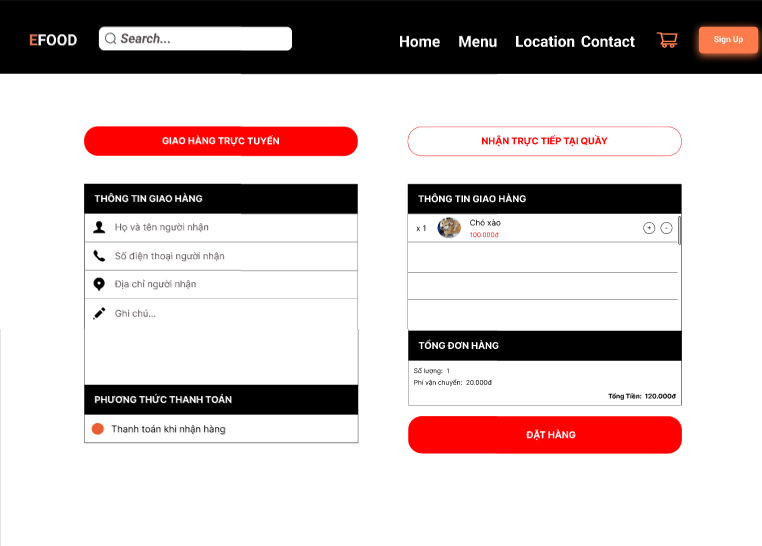 EFOOD
Search...
Home Menu Location Contact
Sign Up
GIAO HÀNG TRỰC TUYẾN
NHẬN TRỰC TIẾP TẠI QUẦY
THÔNG TIN GIAO HÀNG
Họ và tên người nhận
Số điện thoại người nhận
Địa chỉ người nhận
Ghi chú...
PHƯƠNG THỨC THANH TOÁN
Thanh toán khi nhận hàng
THÔNG TIN GIAO HÀNG
x 1 Chó xào + -
100.000đ
TỔNG ĐƠN HÀNG
Số lượng: 1
Phí vận chuyển: 20.000đ
Tổng Tiền: 120.000đ
ĐẶT HÀNG